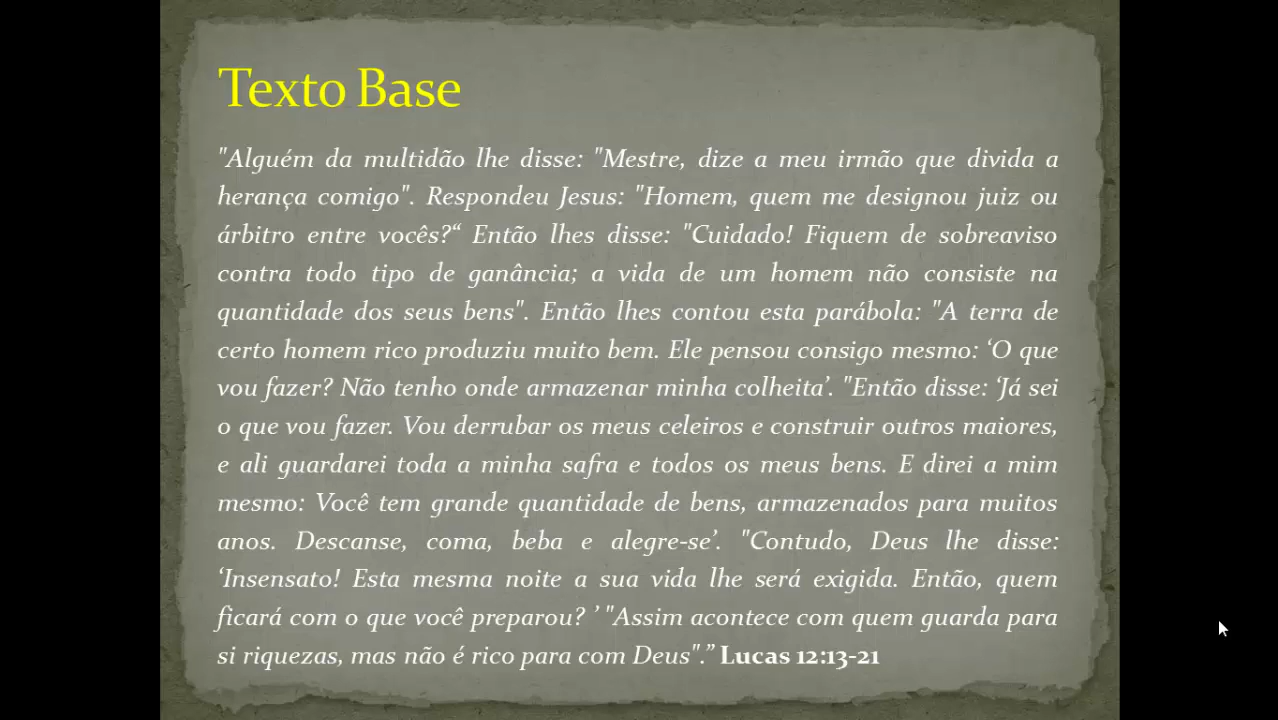 Texto Base
"Alguém da multidão lhe disse: "Mestre, dize a meu irmão que divida a
herança comigo". Respondeu Jesus: "Homem, quem me designou juiz ou
árbitro entre vocês?“ Então lhes disse: "Cuidado! Fiquem de sobreaviso
contra todo tipo de ganância; a vida de um homem não consiste na
quantidade dos seus bens". Então lhes contou esta parábola: "A terra de
certo homem rico produziu muito bem. Ele pensou consigo mesmo: ‘O que
vou fazer? Não tenho onde armazenar minha colheita’. "Então disse: ‘Já sei
o que vou fazer. Vou derrubar os meus celeiros e construir outros maiores,
e ali guardarei toda a minha safra e todos os meus bens. E direi a mim
mesmo: Você tem grande quantidade de bens, armazenados para muitos
anos. Descanse, coma, beba e alegre-se’. "Contudo, Deus lhe disse:
‘Insensato! Esta mesma noite a sua vida lhe será exigida. Então, quem
ficará com o que você preparou? ’ "Assim acontece com quem guarda para
si riquezas, mas não é rico para com Deus".” Lucas 12:13-21